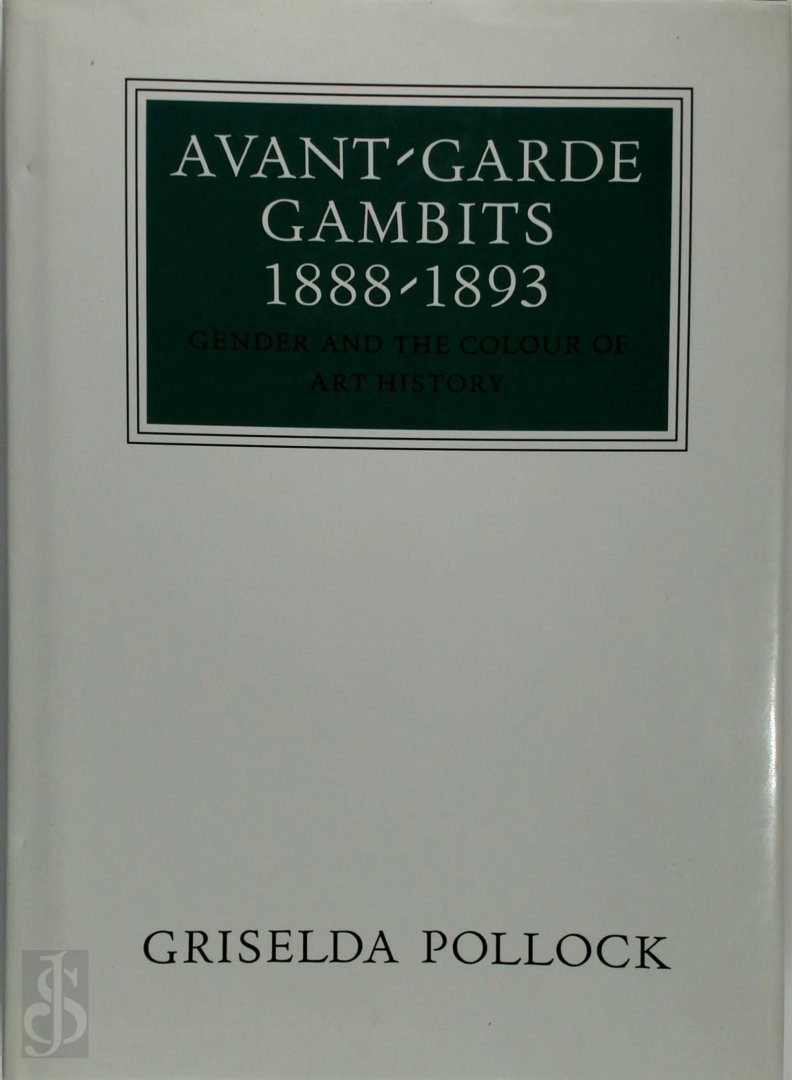 AVANT-GARDE
GAMBITS
1888-1893
GENDER AND THE COLOUR OF
ART HISTORY
GRISELDA POLLOCK